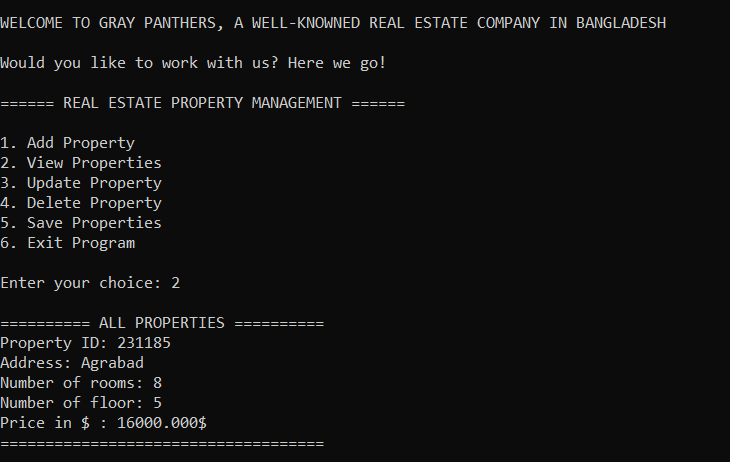 WELCOME TO GRAY PANTHERS, A WELL-KNOWNED REAL ESTATE COMPANY IN BANGLADESH
Would you like to work with us? Here we go!
====== REAL ESTATE PROPERTY MANAGEMENT ======
1. Add Property
2. View Properties
3. Update Property
4. Delete Property
5. Save Properties
6. Exit Program
Enter your choice: 2
========== ALL PROPERTIES ==========
Property ID: 231185
Address: Agrabad
Number of rooms: 8
Number of floor: 5
Price in $ : 16000.000$
====================================